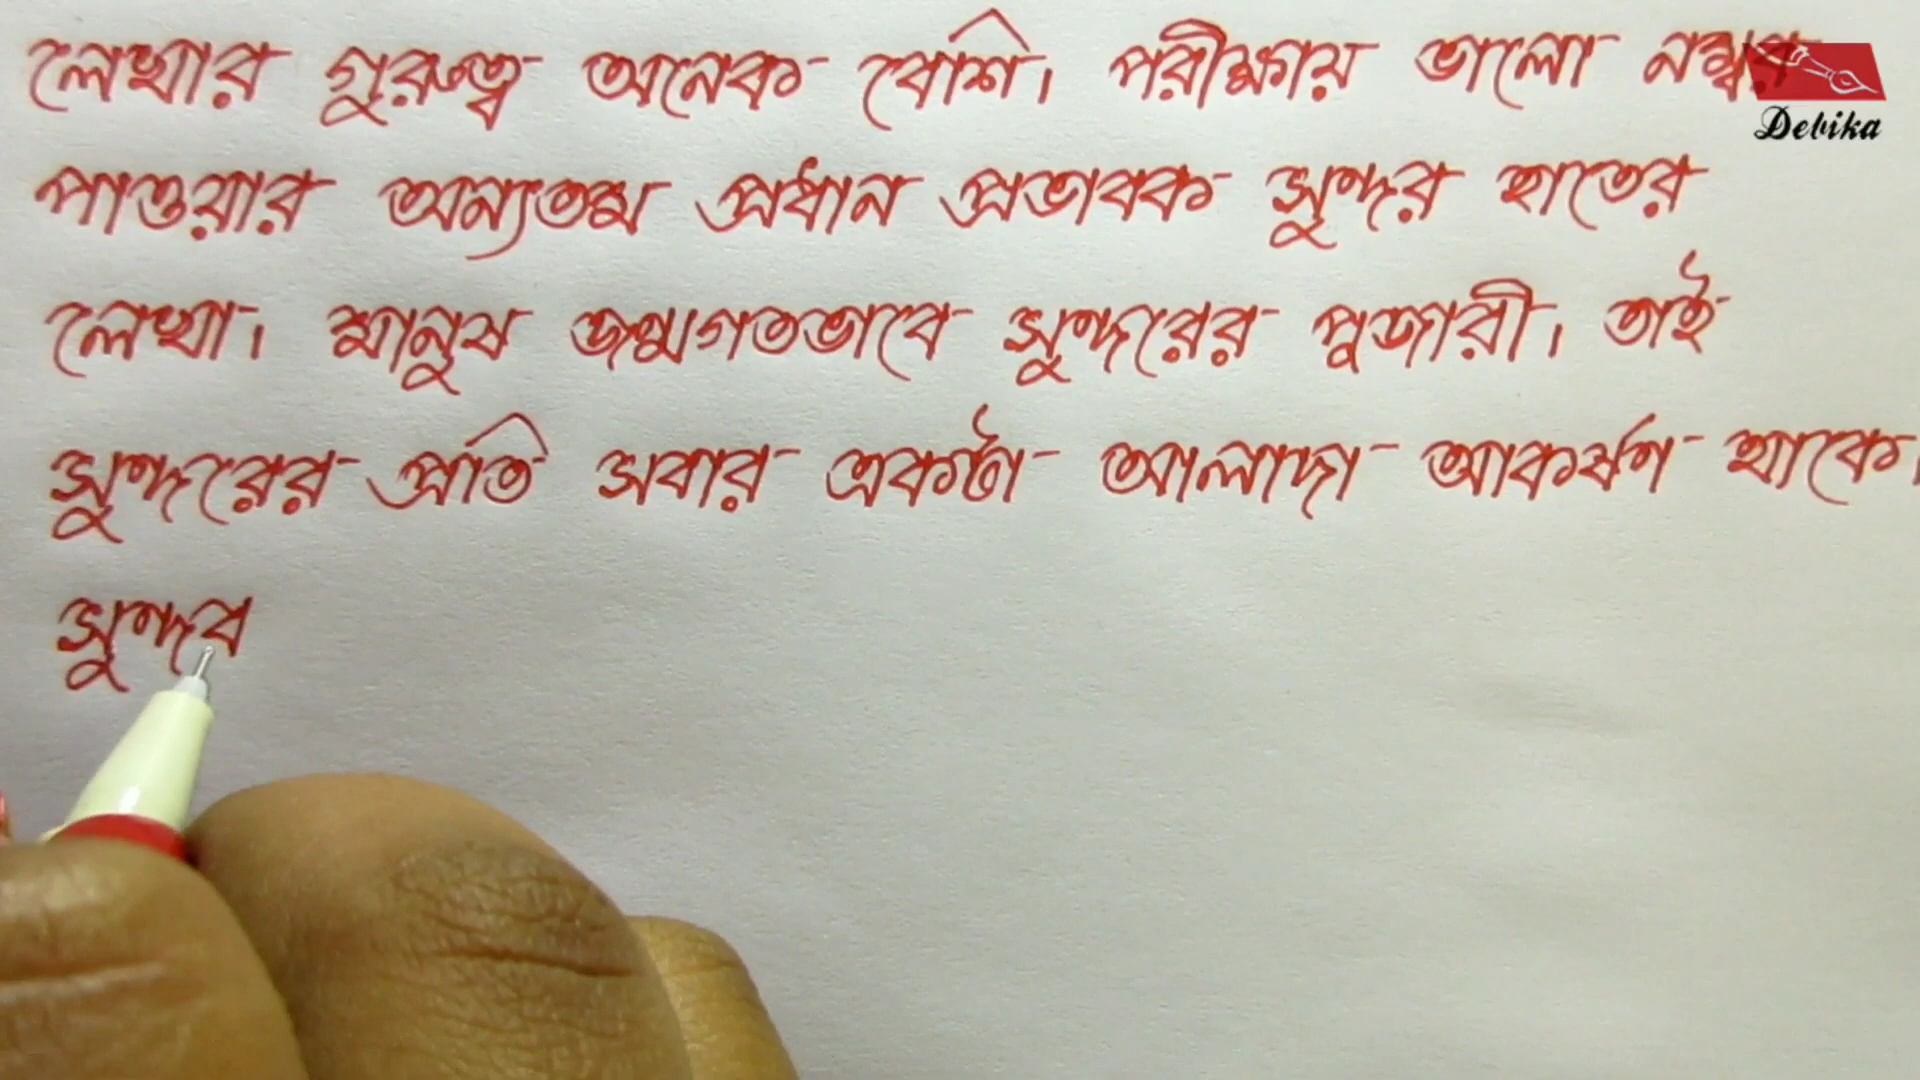 লেখার গুরুত্ব অনেক বেশি। পরীক্ষায় ভালো নম্বর
Debika
পাওয়ার অন্যতম প্রধান প্রভাবক সুন্দর হাতের
লেখা। মানুষ জন্মগতভাবে সুন্দরের পুজারী। তাই
সুন্দরের প্রতি সবার একটা আলাদা আকর্ষণ থাকে।
সুন্দব